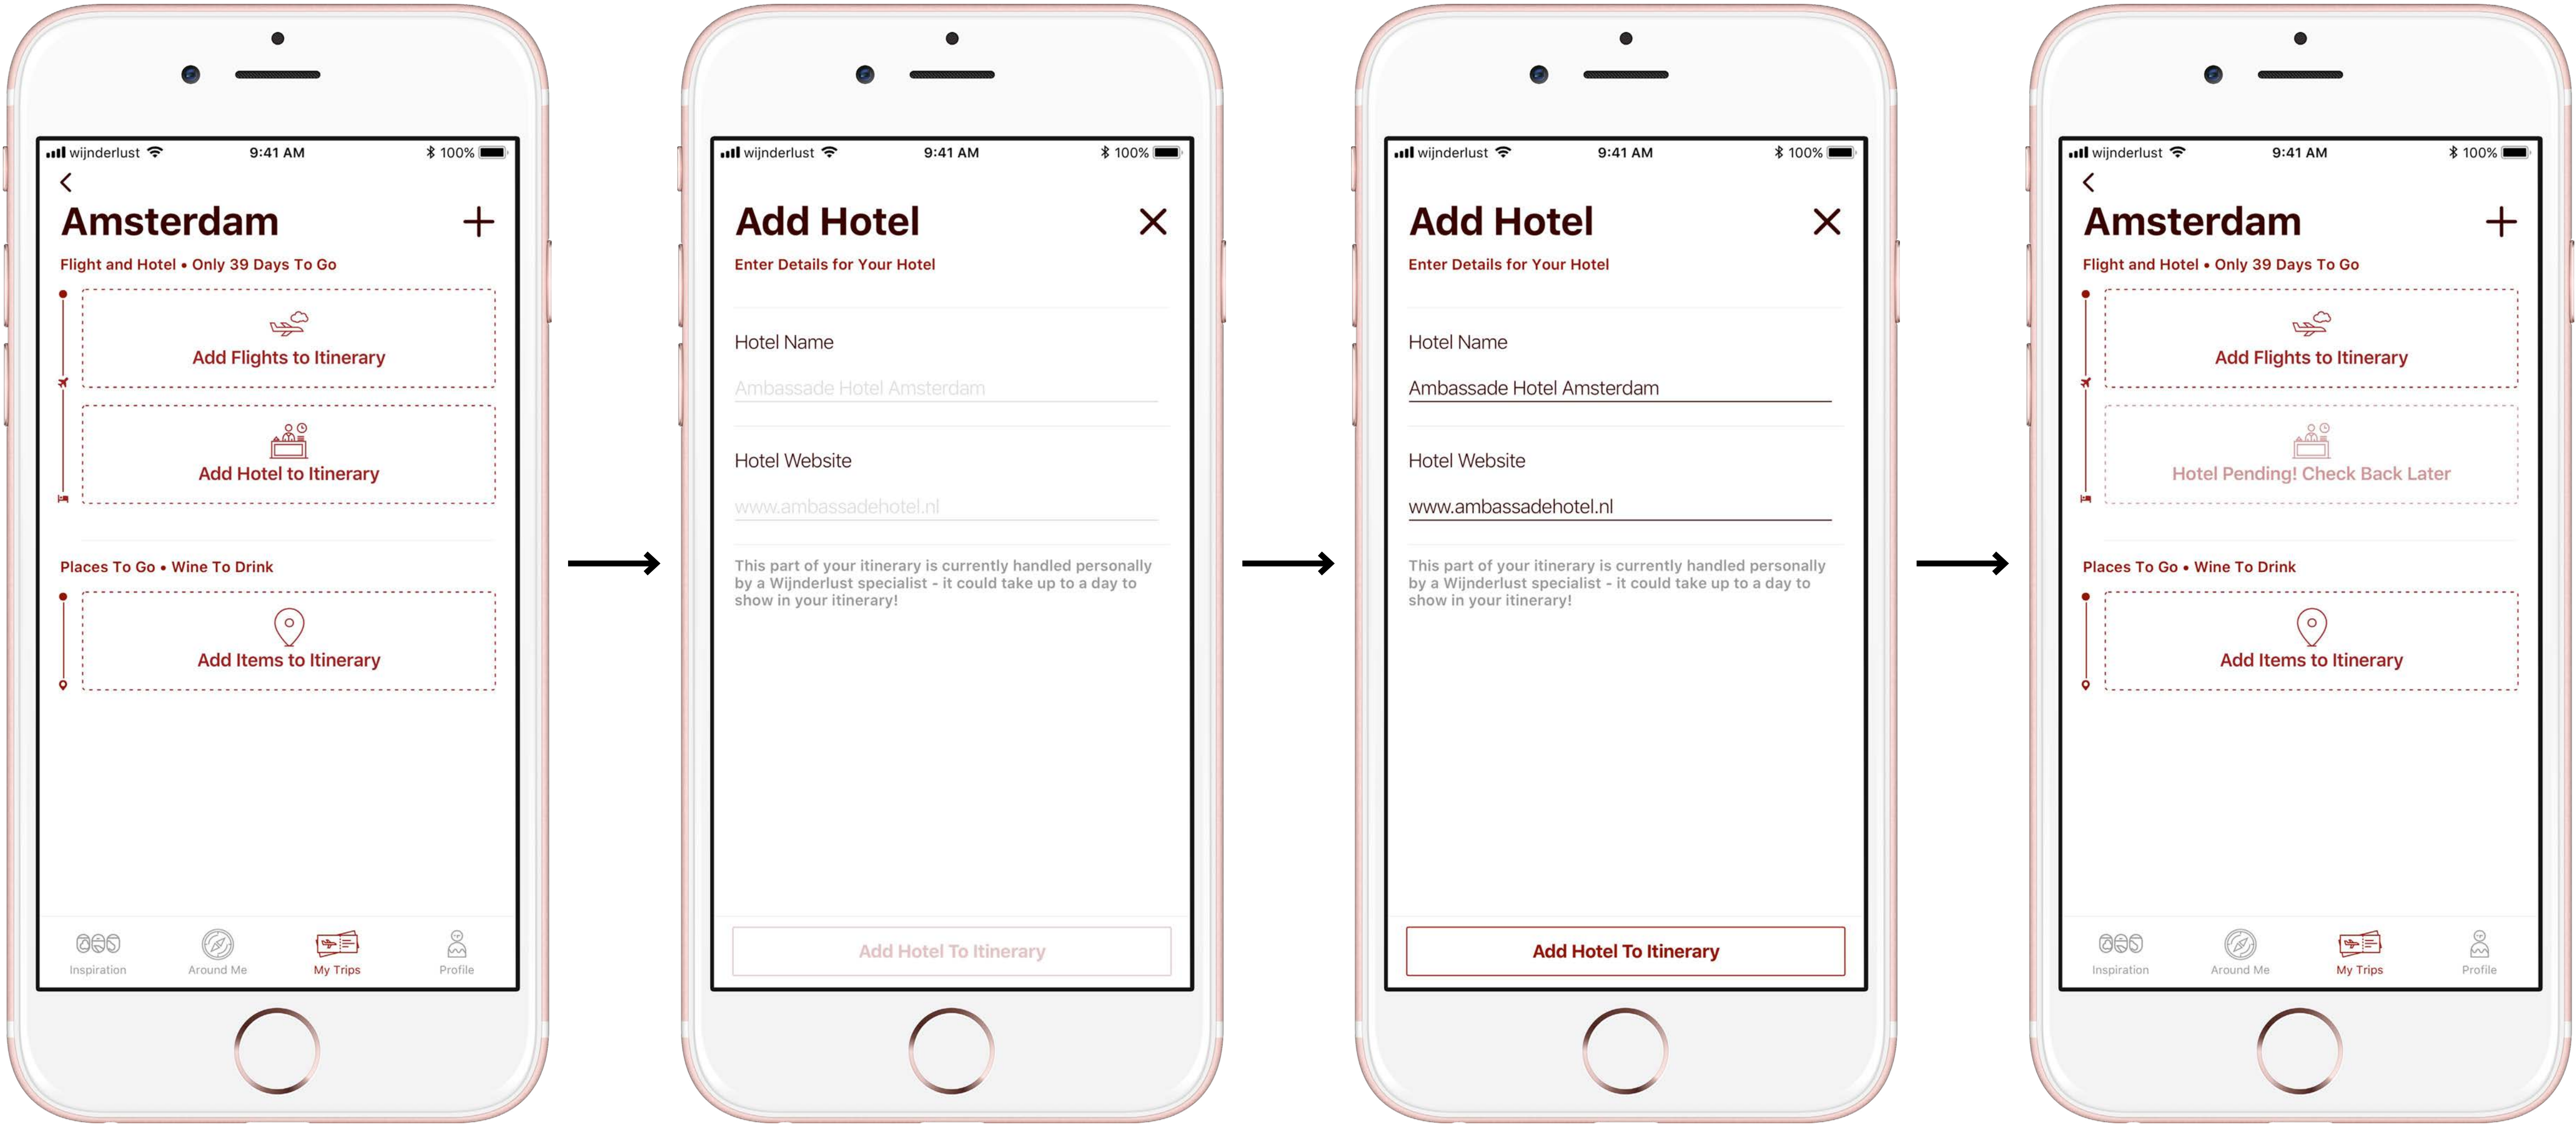 wijnderlust 9:41 AM 100%
Amsterdam
Flight and Hotel • Only 39 Days To Go
Add Flights to Itinerary
Add Hotel to Itinerary
Places To Go • Wine To Drink
Add Items to Itinerary
Inspiration Around Me My Trips Profile
wijnderlust 9:41 AM 100%
Add Hotel
Enter Details for Your Hotel
Hotel Name
Ambassade Hotel Amsterdam
Hotel Website
www.ambassadehotel.nl
This part of your itinerary is currently handled personally
by a Wijnderlust specialist - it could take up to a day to
show in your itinerary!
Add Hotel To Itinerary
wijnderlust 9:41 AM 100%
Add Hotel
Enter Details for Your Hotel
Hotel Name
Ambassade Hotel Amsterdam
Hotel Website
www.ambassadehotel.nl
This part of your itinerary is currently handled personally
by a Wijnderlust specialist - it could take up to a day to
show in your itinerary!
Add Hotel To Itinerary
wijnderlust 9:41 AM 100%
Amsterdam
Flight and Hotel • Only 39 Days To Go
Add Flights to Itinerary
Hotel Pending! Check Back Later
Places To Go • Wine To Drink
Add Items to Itinerary
Inspiration Around Me My Trips Profile